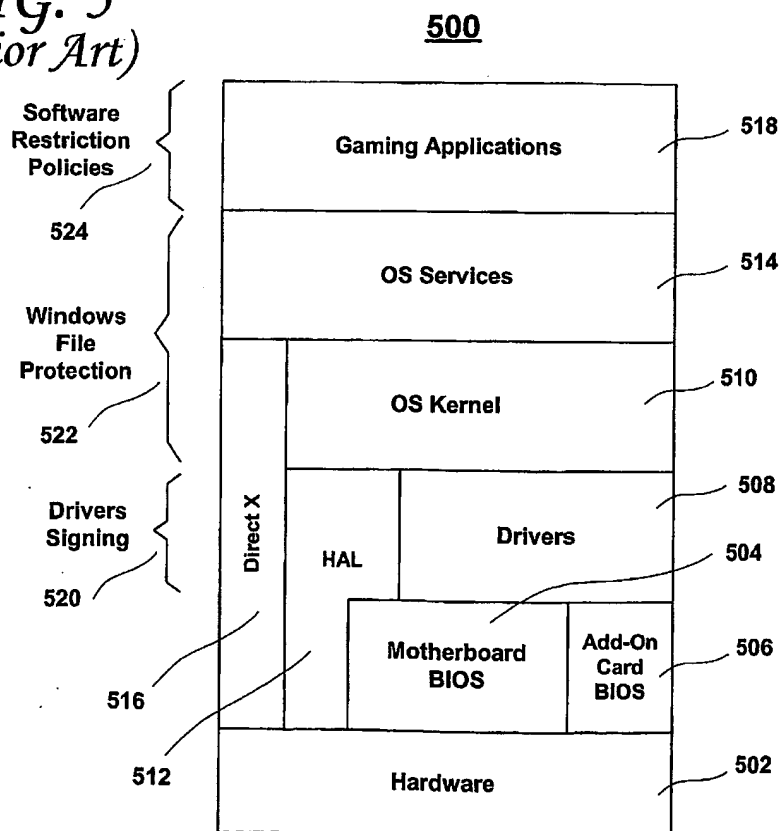 500
Software
Restriction
Policies
524
Gaming Applications
518
OS Services
514
Windows
File
Protection
522
OS Kernel
510
Drivers
Signing
520
Direct X
516
HAL
512
Drivers
508
Motherboard
BIOS
504
Add-On
Card
BIOS
506
Hardware
502
Art)